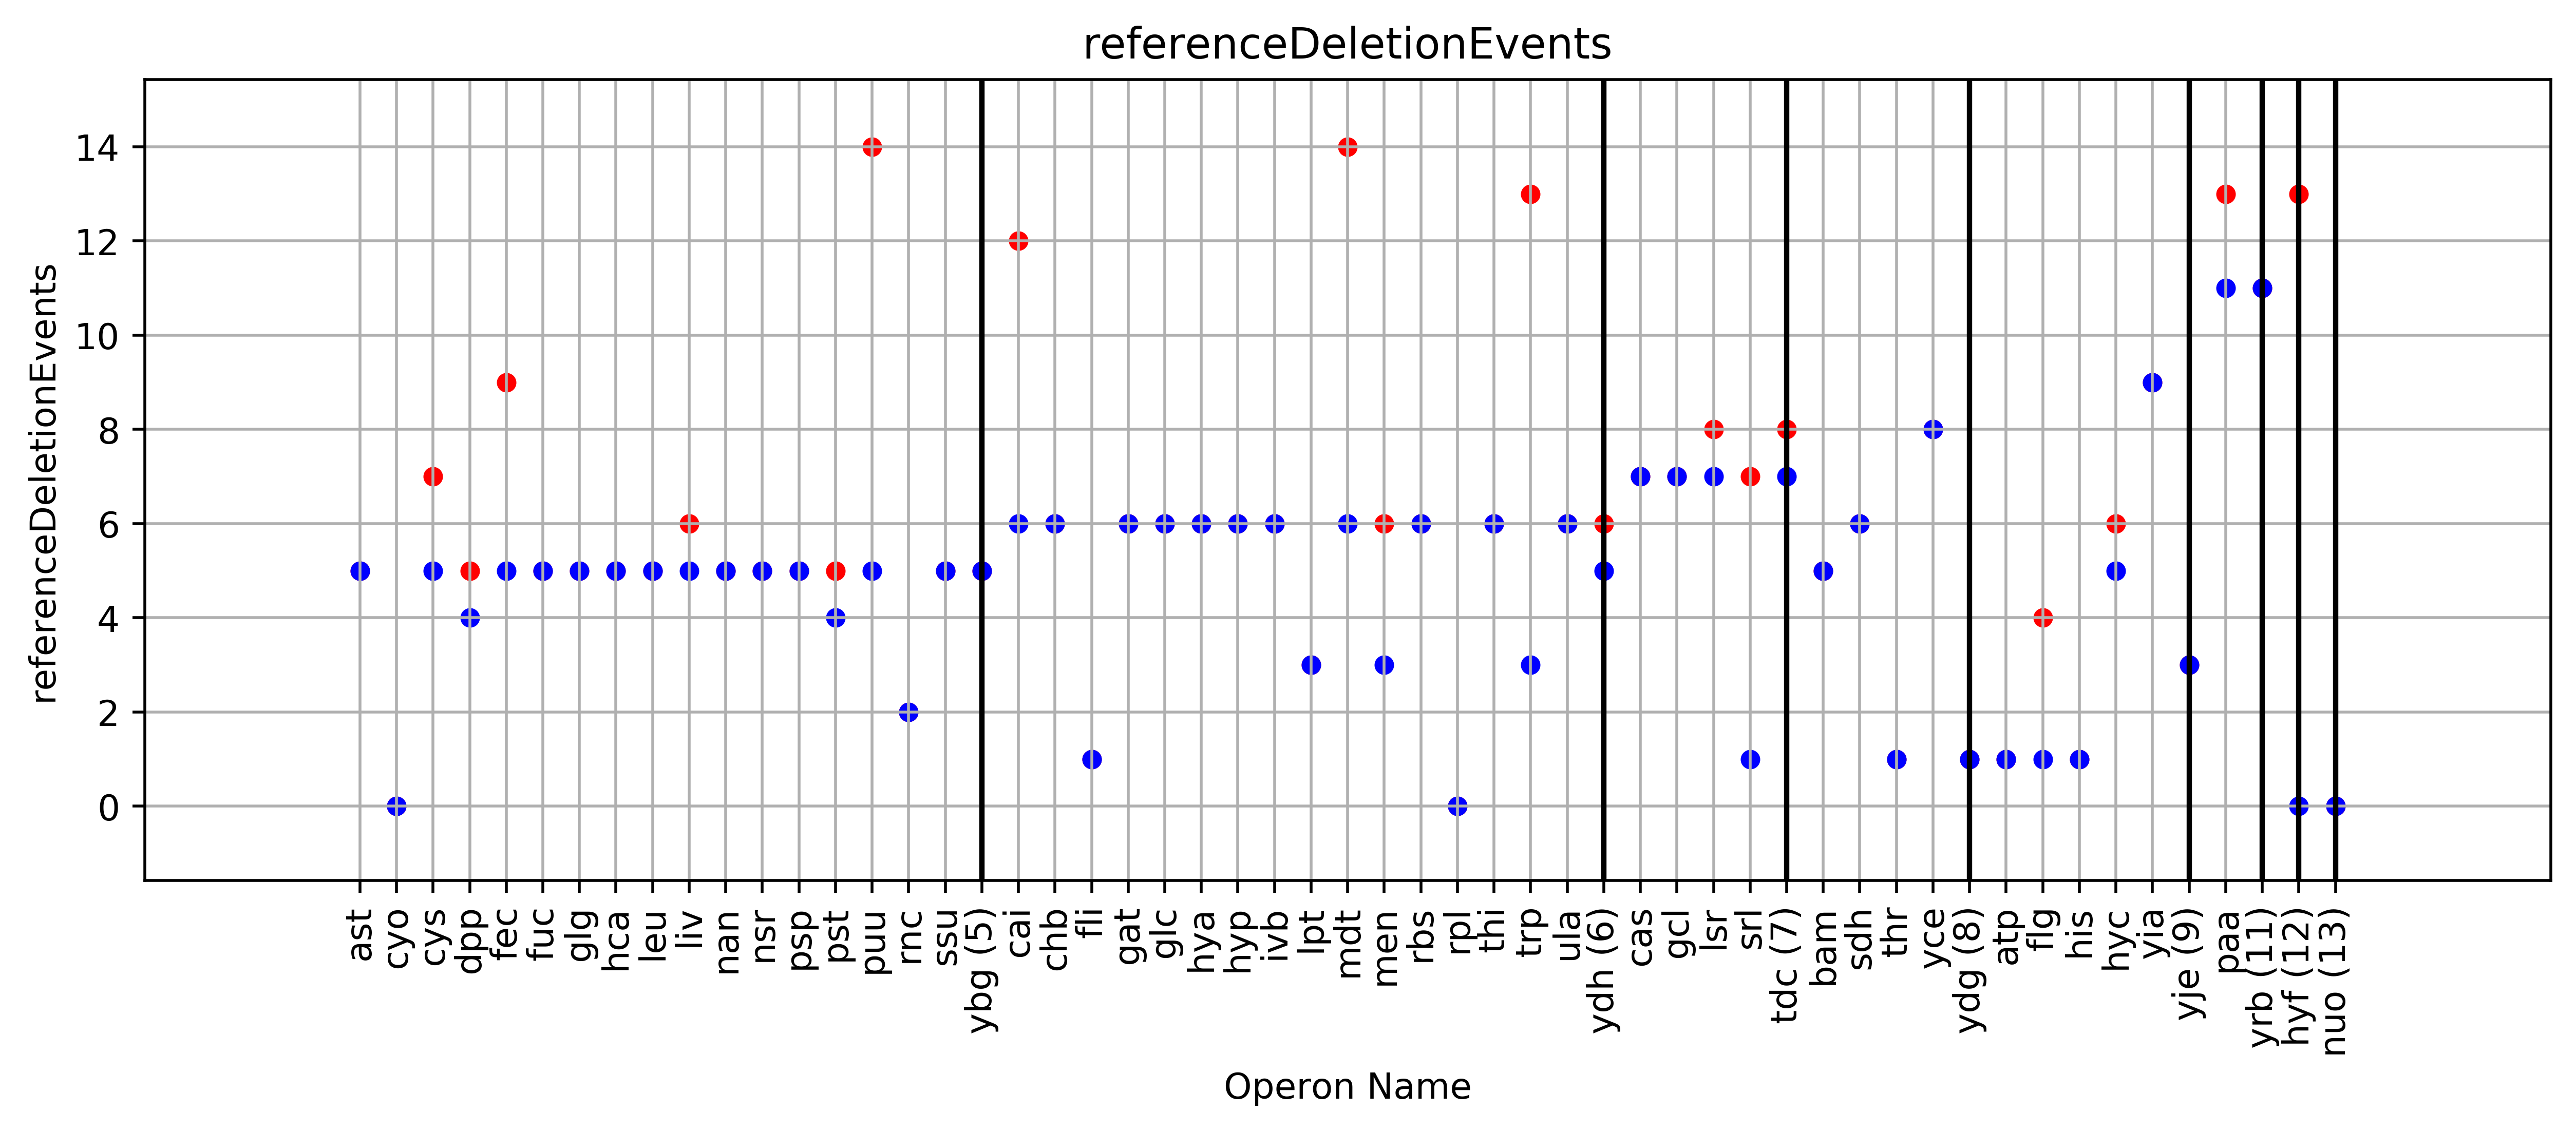 referenceDeletionEvents
referenceDeletionEvents
14
12
10
8
6
4
2
0
ast
cyo
cys
dpp
fec
fuc
glg
hca
leu
liv
nan
nsr
psp
pst
puu
rnc
ssu
ybg (5)
cai
chb
fli
gat
glc
hya
hyp
ivb
lpt
mdt
men
rbs
rpl
thi
trp
ula
ydh (6)
cas
gcl
lsr
srl
tdc (7)
bam
sdh
thr
yce
ydg (8)
atp
flg
his
hyc
yia
yje (9)
paa
yrb (11)
hyf (12)
nuo (13)
Operon Name